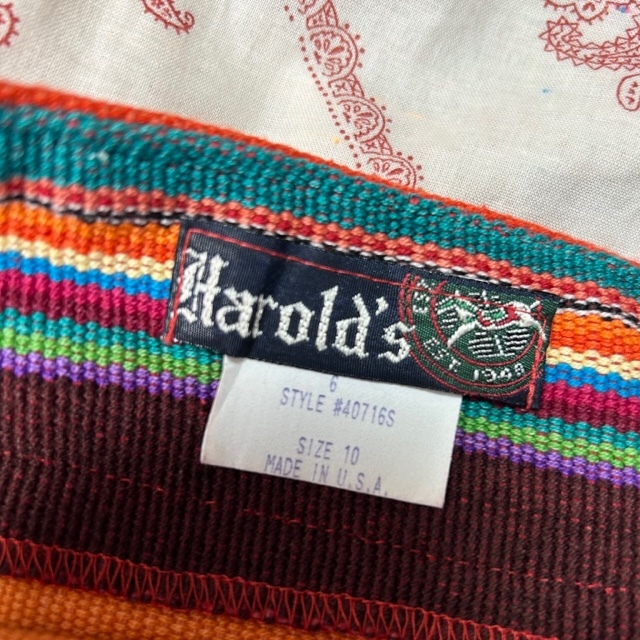 Harold's
EST. 1948
6
STYLE #40716S
SIZE 10
MADE IN U.S.A.